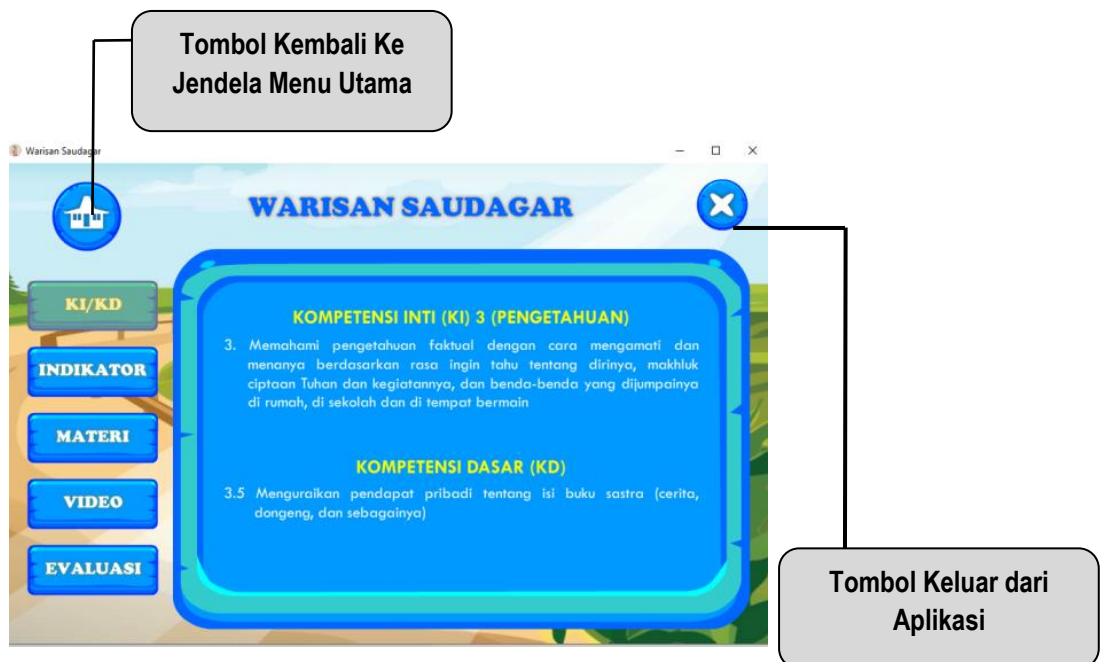 Tombol Kembali Ke
Jendela Menu Utama
Warisan Saudagar
WARISAN SAUDAGAR
KI/KD
INDIKATOR
MATERI
VIDEO
EVALUASI
KOMPETENSI INTI (KI) 3 (PENGETAHUAN)
3. Memahami pengetahuan faktual dengan cara mengamati dan
menanya berdasarkan rasa ingin tahu tentang dirinya, makhluk
ciptaan Tuhan dan kegiatannya, dan benda-benda yang dijumpainya
di rumah, di sekolah dan di tempat bermain
KOMPETENSI DASAR (KD)
3.5 Menguraikan pendapat pribadi tentang isi buku sastra (cerita,
dongeng, dan sebagainya)
Tombol Keluar dari
Aplikasi